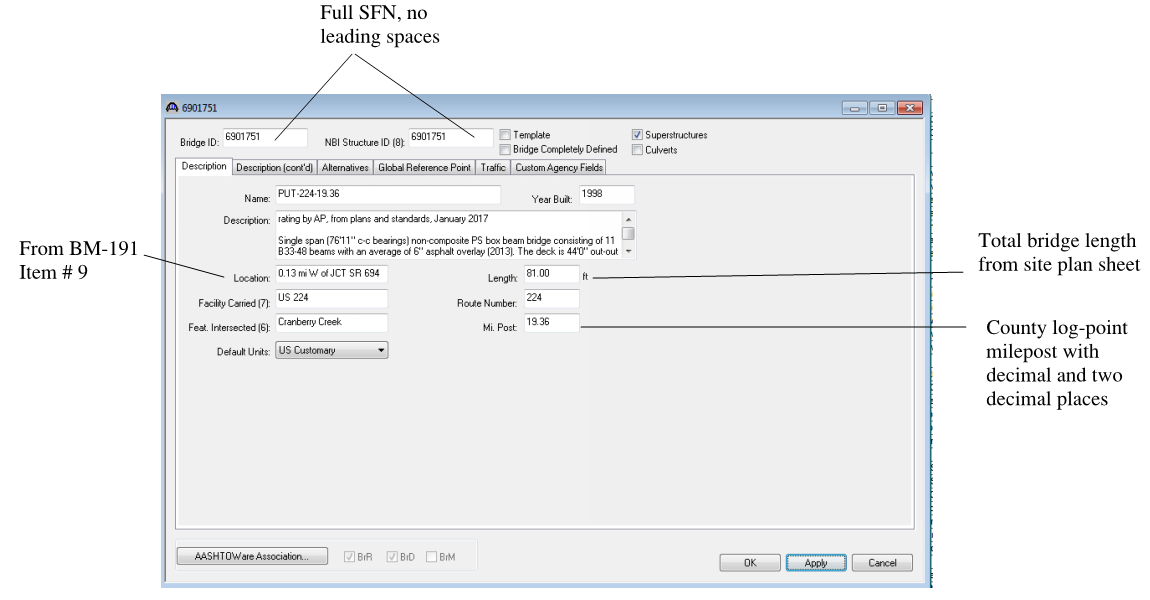 Full SFN, no
leading spaces
6901751
Bridge ID: 6901751 NBI Structure ID (8): 6901751 Template Superstructures
Bridge Completely Defined Culverts
Description Description (cont'd) Alternatives Global Reference Point Traffic Custom Agency Fields
Name: PUT-224-19.36 Year Built: 1998
Description: rating by AP, from plans and standards, January 2017
Single span (76'11" c-c bearings) non-composite PS box beam bridge consisting of 11
B33-48 beams with an average of 6" asphalt overlay (2013). The deck is 44'0" out-out
From BM-191
Item # 9
Location: 0.13 mi W of JCT SR 694 Length: 81.00 ft
Total bridge length
from site plan sheet
Facility Carried (7): US 224 Route Number: 224
Feat. Intersected (6): Cranberry Creek Mi. Post: 19.36
County log-point
milepost with
decimal and two
decimal places
Default Units: US Customary
AASHTOWare Association... BrR BrD BrM
OK Apply Cancel